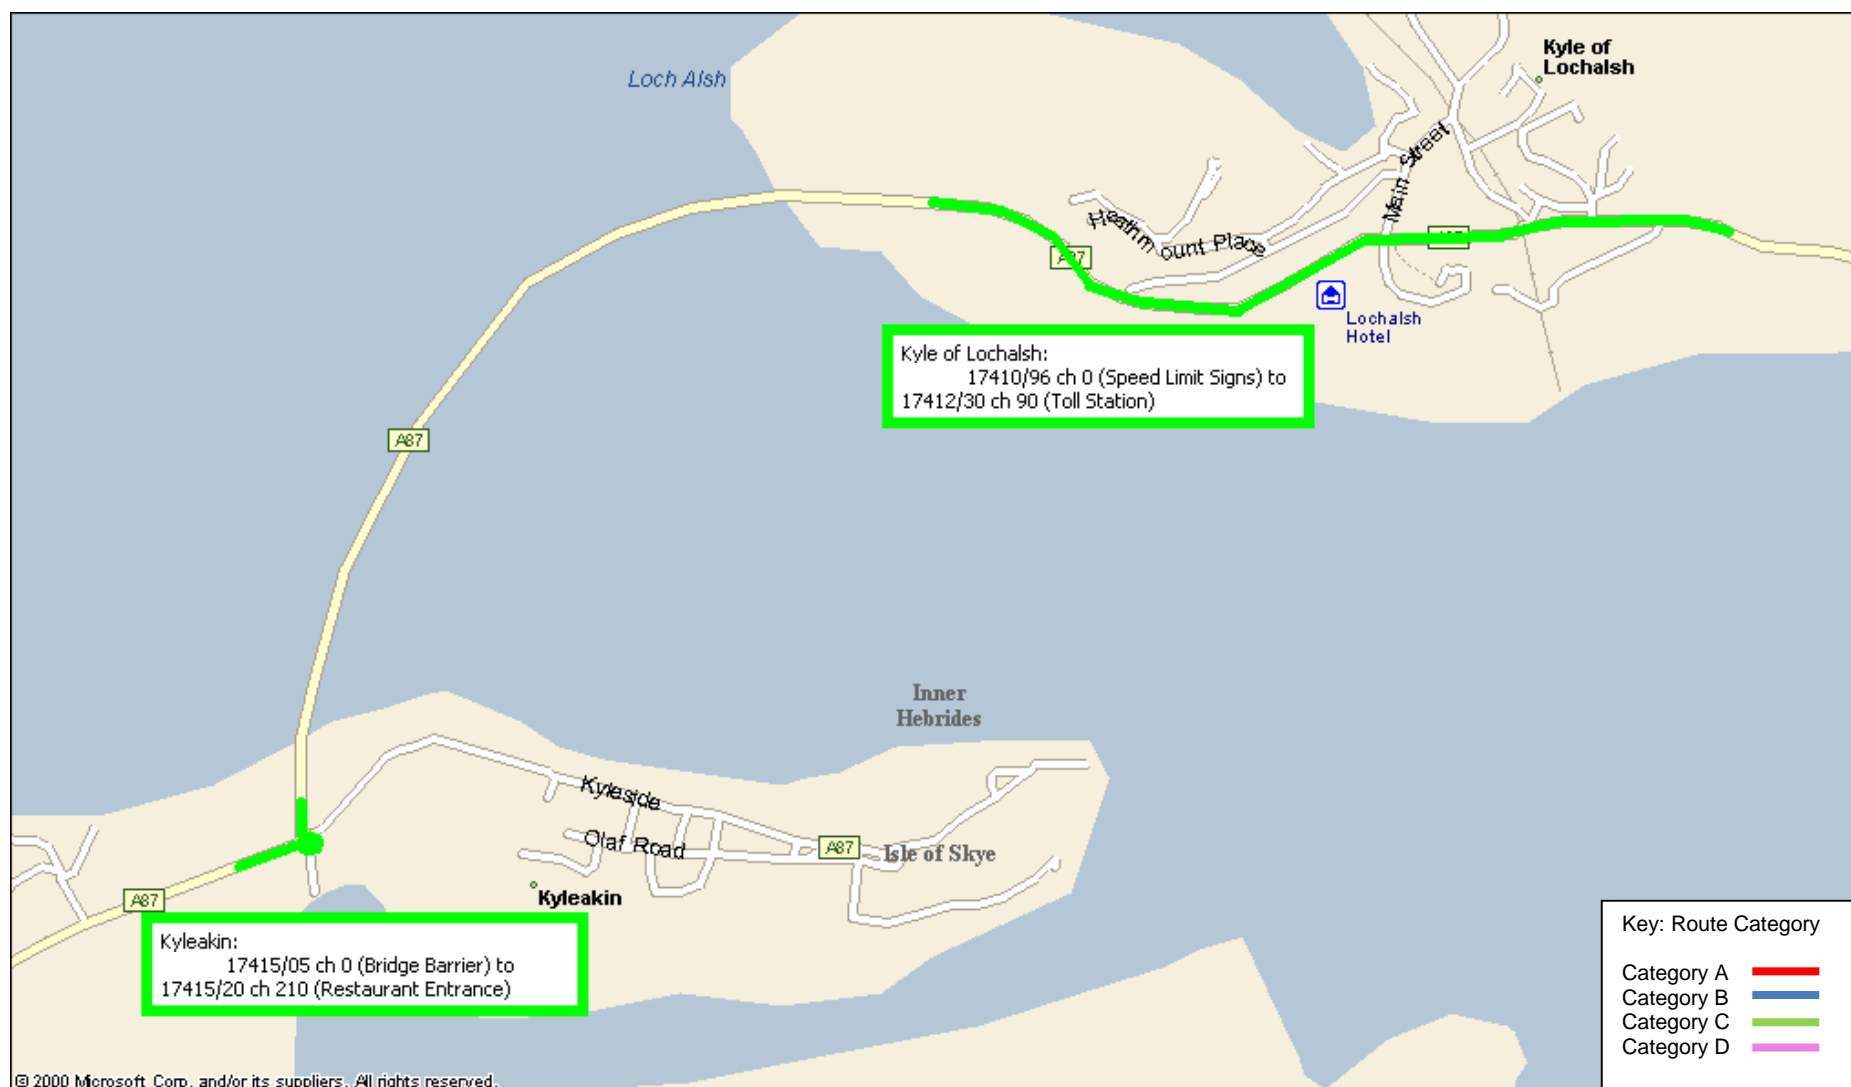 Loch Alsh
Kyle of
Lochalsh
Main Street
Heathmount Place
A87
A87
Lochalsh
Hotel
Kyle of Lochalsh:
17410/96 ch 0 (Speed Limit Signs) to
17412/30 ch 90 (Toll Station)
A87
Inner
Hebrides
Kyleside
Olaf Road
A87
Isle of Skye
Kyleakin
A87
Kyleakin:
17415/05 ch 0 (Bridge Barrier) to
17415/20 ch 210 (Restaurant Entrance)
Key: Route Category
Category A
Category B
Category C
Category D
© 2000 Microsoft Corp. and/or its suppliers. All rights reserved.